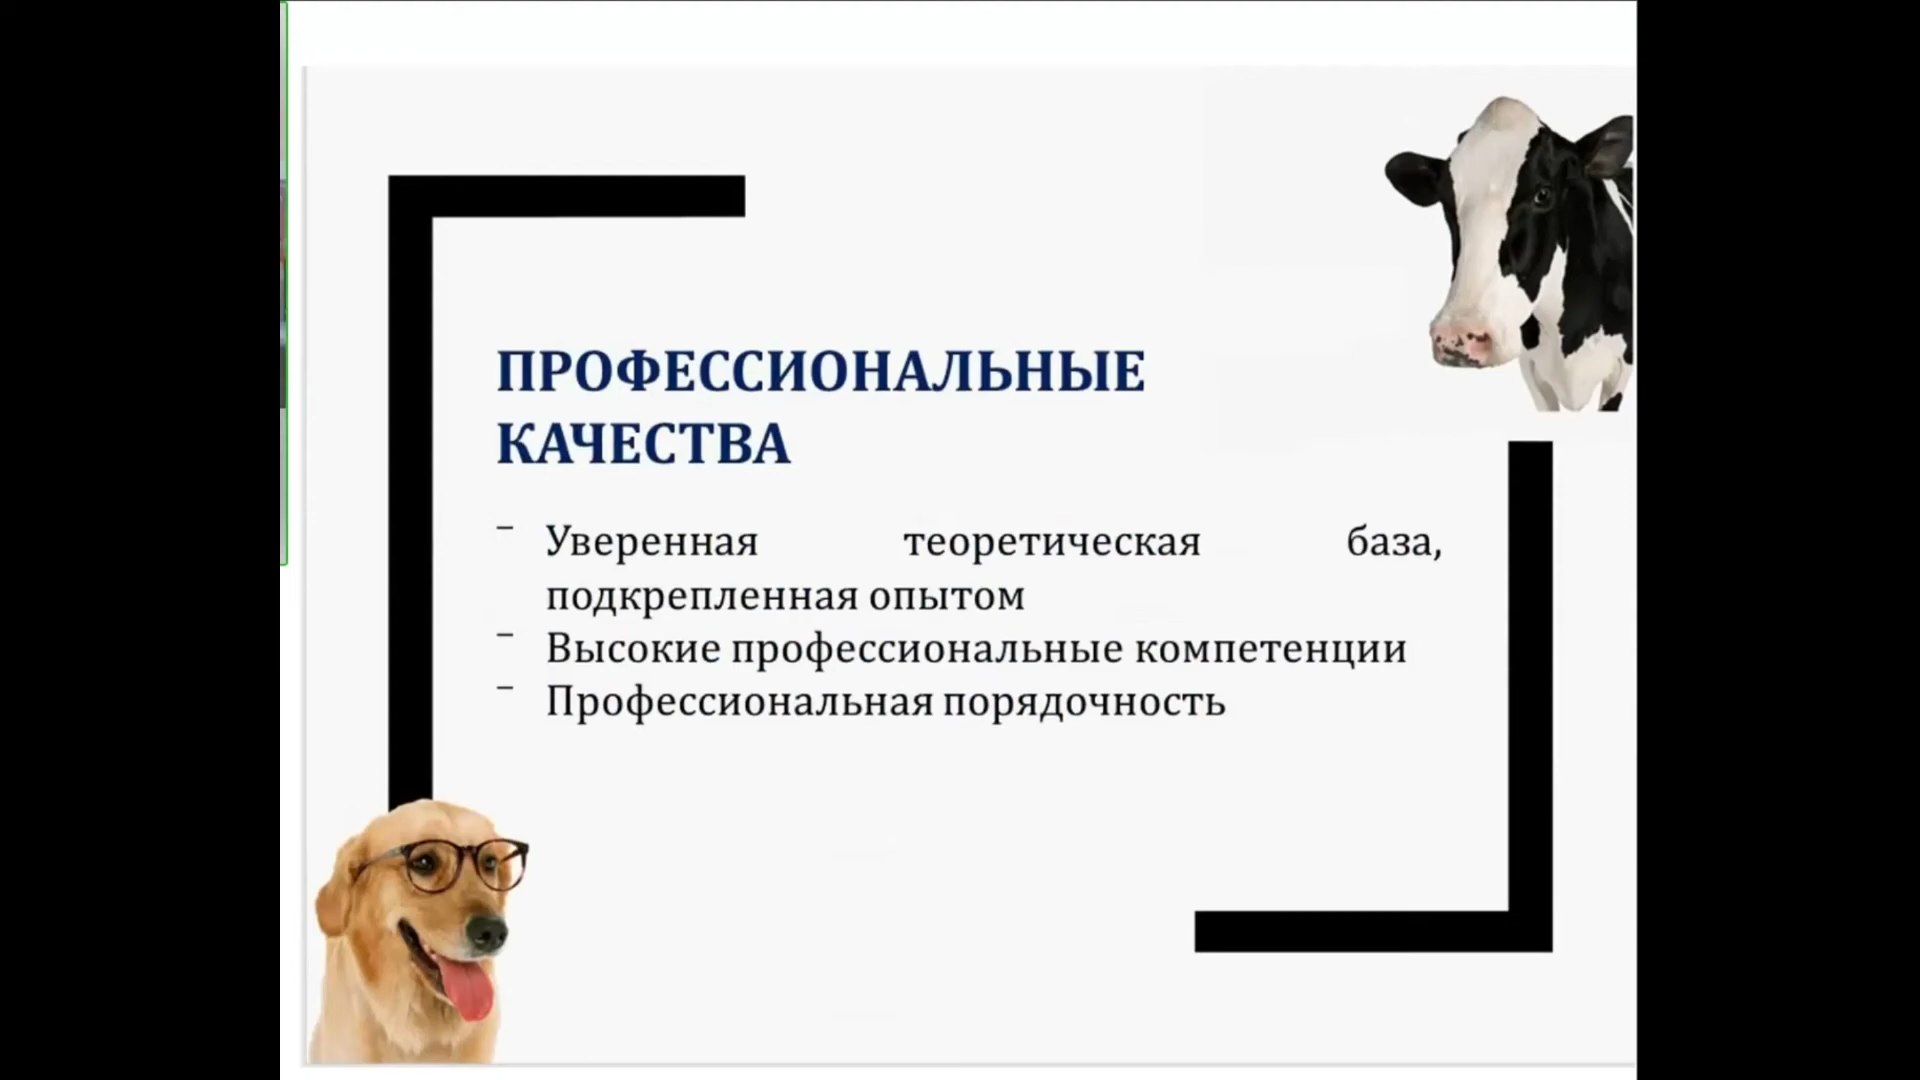 ПРОФЕССИОНАЛЬНЫЕ
КАЧЕСТВА
– Уверенная теоретическая база,
подкрепленная опытом
– Высокие профессиональные компетенции
– Профессиональная порядочность